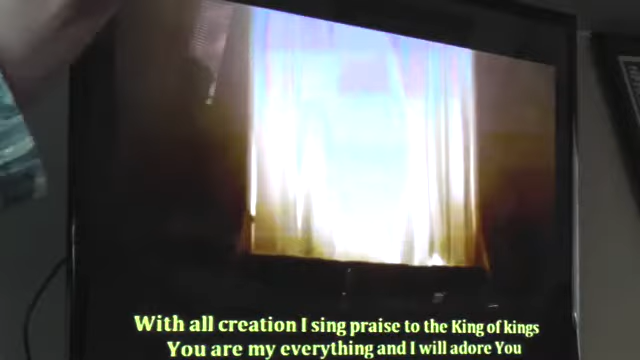 With all creation I sing praise to the King of kings
You are my everything and I will adore You